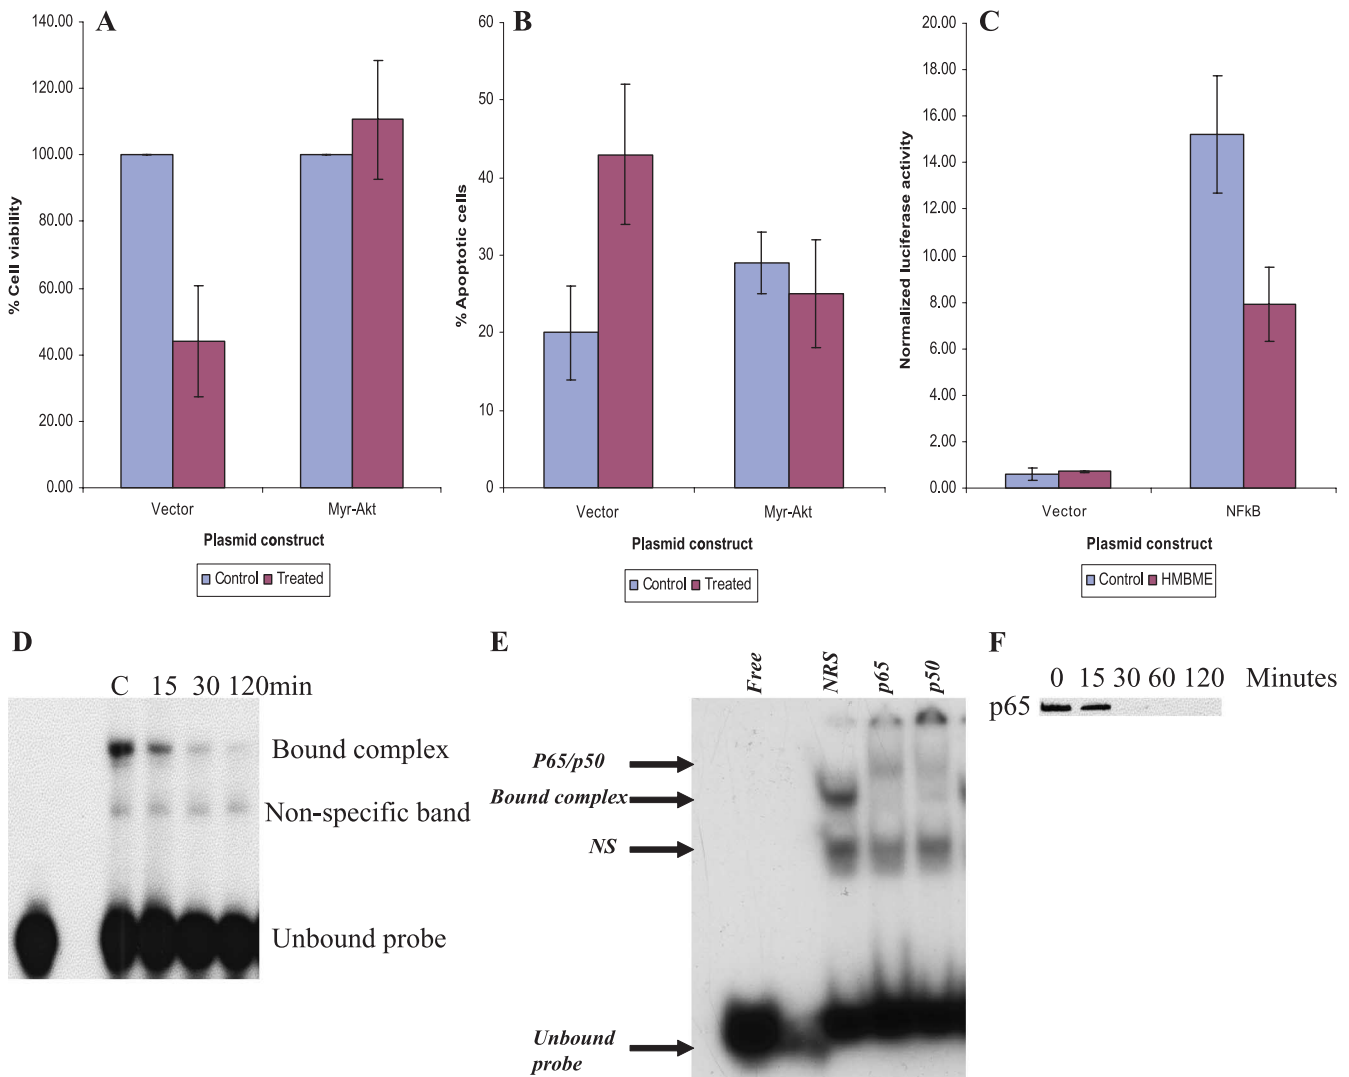 A
140.00
120.00
100.00
80.00
60.00
40.00
20.00
0.00
% Cell viability
Vector
Myr-Akt
Plasmid construct
Control Treated
B
60
50
40
30
20
10
0
% Apoptotic cells
Vector
Myr-Akt
Plasmid construct
Control Treated
C
20.00
18.00
16.00
14.00
12.00
10.00
8.00
6.00
4.00
2.00
0.00
Normalized luciferase activity
Vector
NFkB
Plasmid construct
Control HMBME
D
C 15 30 120min
Bound complex
Non-specific band
Unbound probe
E
Free
NRS
p65
p50
P65/p50
Bound complex
NS
Unbound
probe
F
0 15 30 60 120 Minutes
p65